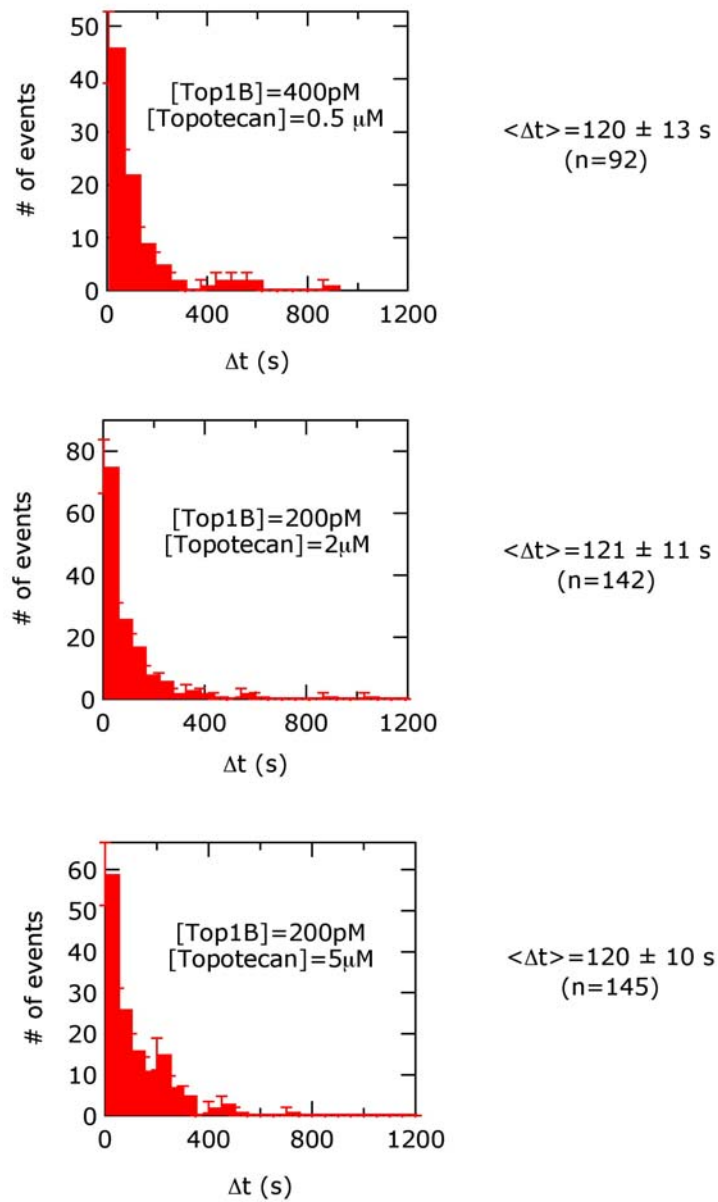 50
40
30
20
10
0
# of events
[Top1B]=400pM
[Topotecan]=0.5 μM
0 400 800 1200
Δt (s)
<Δt>=120 ± 13 s
(n=92)
80
60
40
20
0
# of events
[Top1B]=200pM
[Topotecan]=2μM
0 400 800 1200
Δt (s)
<Δt>=121 ± 11 s
(n=142)
60
50
40
30
20
10
0
# of events
[Top1B]=200pM
[Topotecan]=5μM
0 400 800 1200
Δt (s)
<Δt>=120 ± 10 s
(n=145)